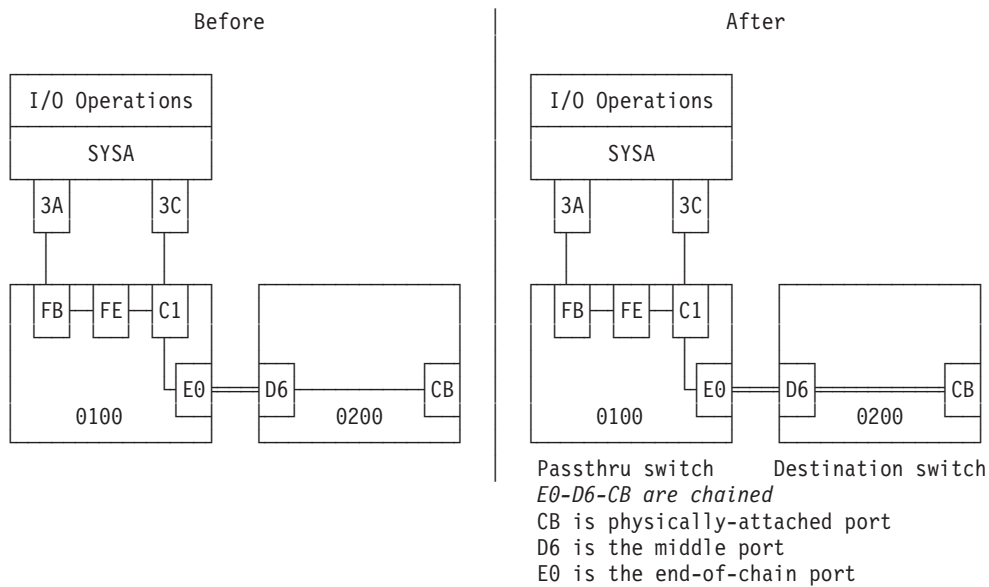 Before
I/O Operations
SYSA
3A 3C
FB FE C1
E0 D6 CB
0100 0200
After
I/O Operations
SYSA
3A 3C
FB FE C1
E0 D6 CB
0100 0200
Passthru switch Destination switch
E0-D6-CB are chained
CB is physically-attached port
D6 is the middle port
E0 is the end-of-chain port